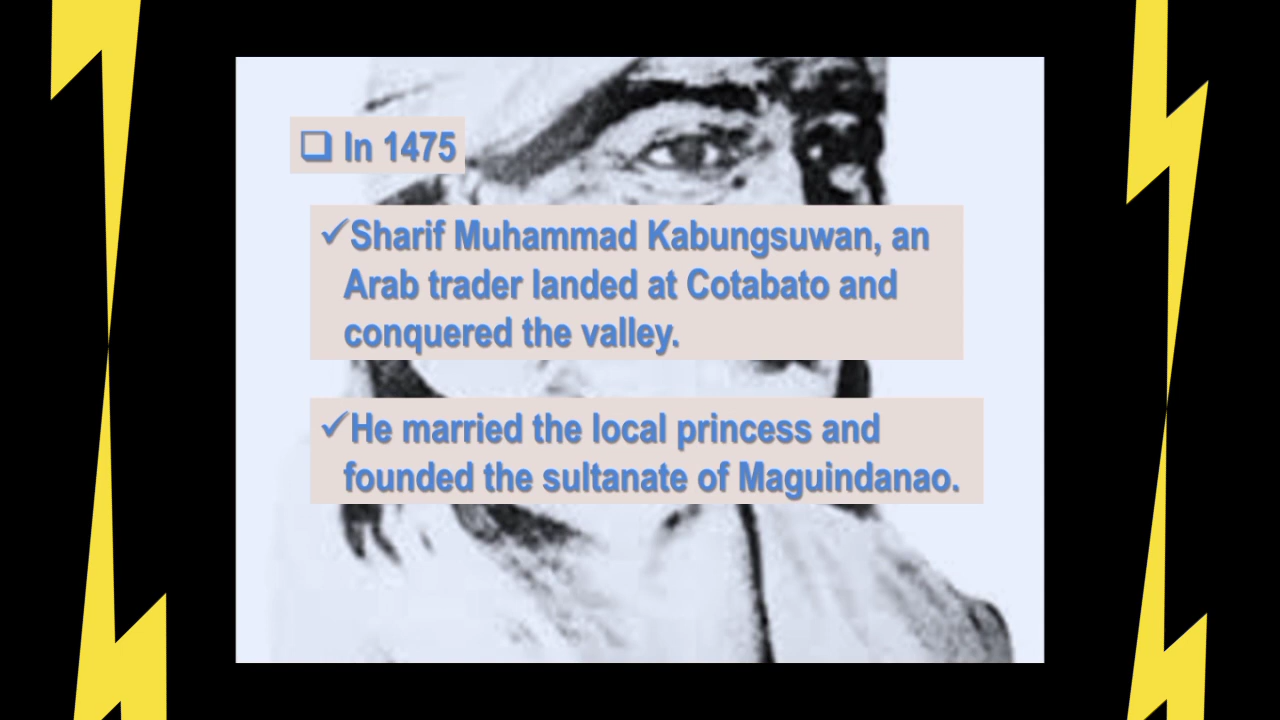 ❑ In 1475
✓Sharif Muhammad Kabungsuwan, an
Arab trader landed at Cotabato and
conquered the valley.
✓He married the local princess and
founded the sultanate of Maguindanao.